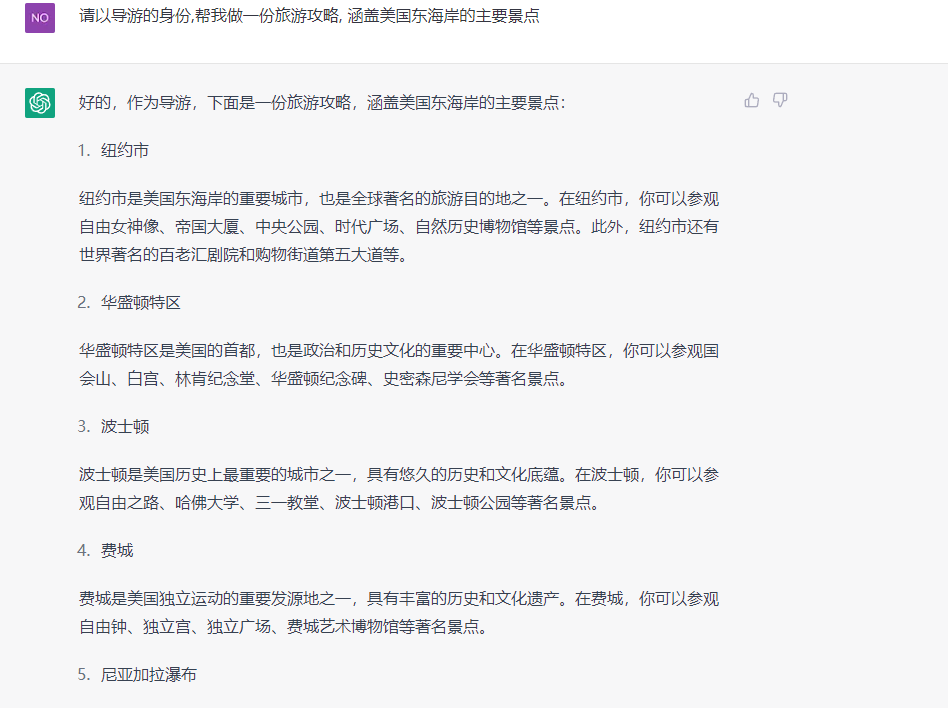 NO
请以导游的身份,帮我做一份旅游攻略, 涵盖美国东海岸的主要景点
好的，作为导游，下面是一份旅游攻略，涵盖美国东海岸的主要景点：
1. 纽约市
纽约市是美国东海岸的重要城市，也是全球著名的旅游目的地之一。在纽约市，你可以参观
自由女神像、帝国大厦、中央公园、时代广场、自然历史博物馆等景点。此外，纽约市还有
世界著名的百老汇剧院和购物街道第五大道等。
2. 华盛顿特区
华盛顿特区是美国的首都，也是政治和历史文化的重要中心。在华盛顿特区，你可以参观国
会山、白宫、林肯纪念堂、华盛顿纪念碑、史密森尼学会等著名景点。
3. 波士顿
波士顿是美国历史上最重要的城市之一，具有悠久的历史和文化底蕴。在波士顿，你可以参
观自由之路、哈佛大学、三一教堂、波士顿港口、波士顿公园等著名景点。
4. 费城
费城是美国独立运动的重要发源地之一，具有丰富的历史和文化遗产。在费城，你可以参观
自由钟、独立宫、独立广场、费城艺术博物馆等著名景点。
5. 尼亚加拉瀑布